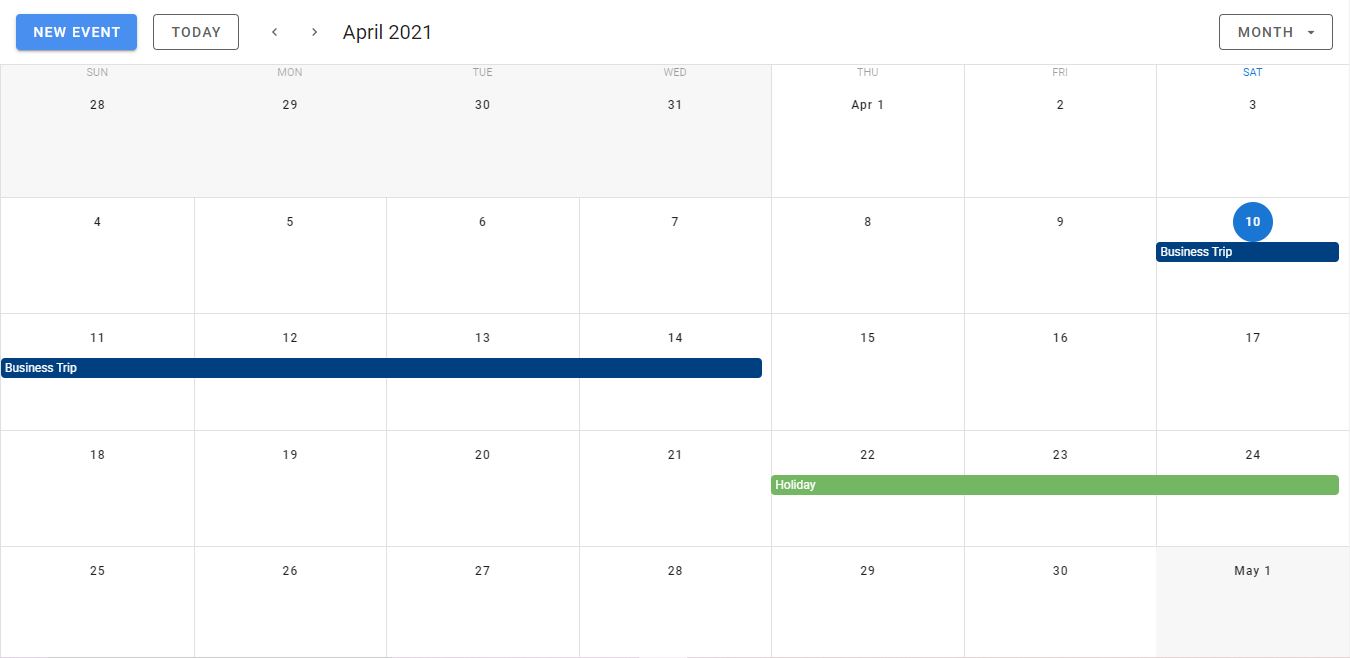 NEW EVENT TODAY < > April 2021 MONTH
SUN MON TUE WED THU FRI SAT
28 29 30 31 Apr 1 2 3
4 5 6 7 8 9 10
Business Trip
11 12 13 14 15 16 17
Business Trip
18 19 20 21 22 23 24
Holiday
25 26 27 28 29 30 May 1